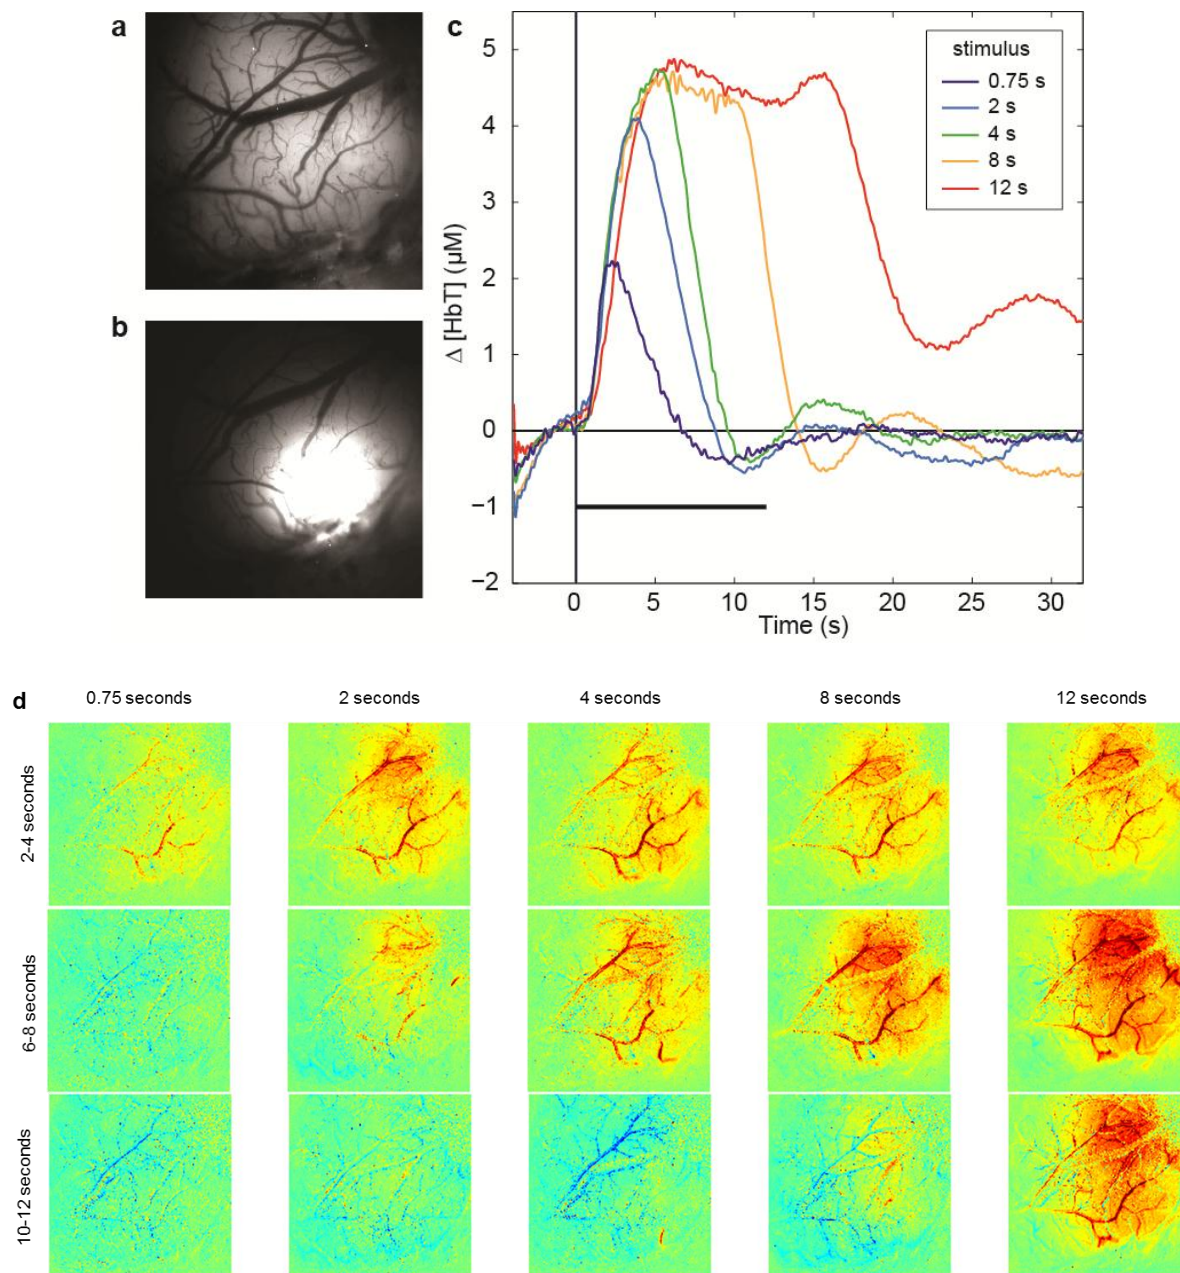 a
b
c
stimulus
0.75 s
2 s
4 s
8 s
12 s
Δ [HbT] (μM)
5
4
3
2
1
0
−1
−2
0 5 10 15 20 25 30
Time (s)
d
0.75 seconds 2 seconds 4 seconds 8 seconds 12 seconds
2-4 seconds
6-8 seconds
10-12 seconds